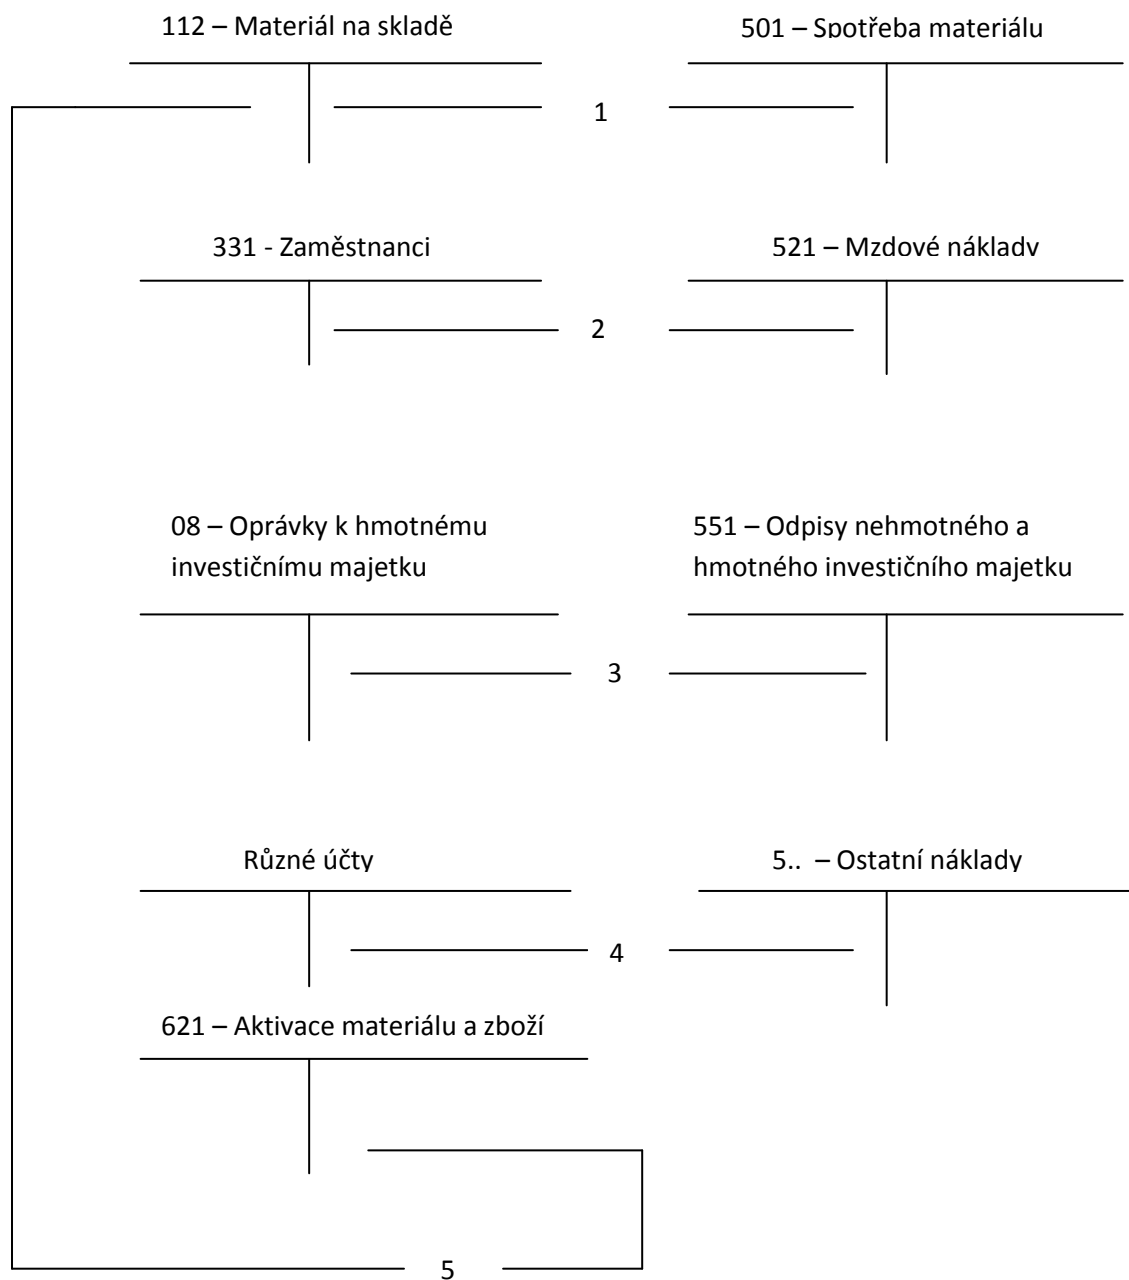 112 – Materiál na skladě
501 – Spotřeba materiálu
1
331 - Zaměstnanci
521 – Mzdové náklady
2
08 – Oprávky k hmotnému
investičnímu majetku
551 – Odpisy nehmotného a
hmotného investičního majetku
3
Různé účty
5.. – Ostatní náklady
4
621 – Aktivace materiálu a zboží
5